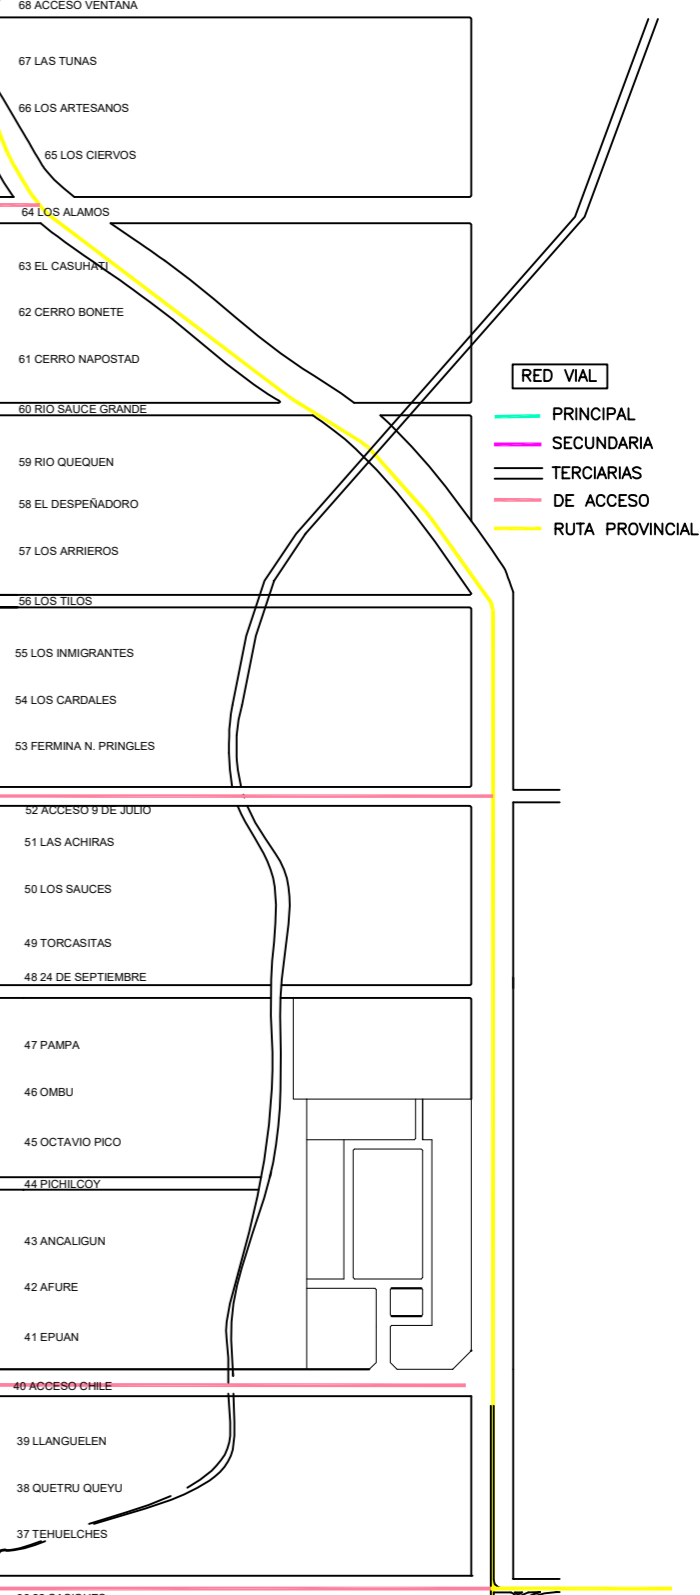 68 ACCESO VENTANA
67 LAS TUNAS
66 LOS ARTESANOS
65 LOS CIERVOS
64 LOS ALAMOS
63 EL CASUHATI
62 CERRO BONETE
61 CERRO NAPOSTAD
60 RIO SAUCE GRANDE
59 RIO QUEQUEN
58 EL DESPEÑADORO
57 LOS ARRIEROS
56 LOS TILOS
55 LOS INMIGRANTES
54 LOS CARDALES
53 FERMINA N. PRINGLES
52 ACCESO 9 DE JULIO
51 LAS ACHIRAS
50 LOS SAUCES
49 TORCASITAS
48 24 DE SEPTIEMBRE
47 PAMPA
46 OMBU
45 OCTAVIO PICO
44 PICHILCOY
43 ANCALIGUN
42 AFURE
41 EPUAN
40 ACCESO CHILE
39 LLANGUELEN
38 QUETRU QUEYU
37 TEHUELCHES
RED VIAL
PRINCIPAL
SECUNDARIA
TERCIARIAS
DE ACCESO
RUTA PROVINCIAL